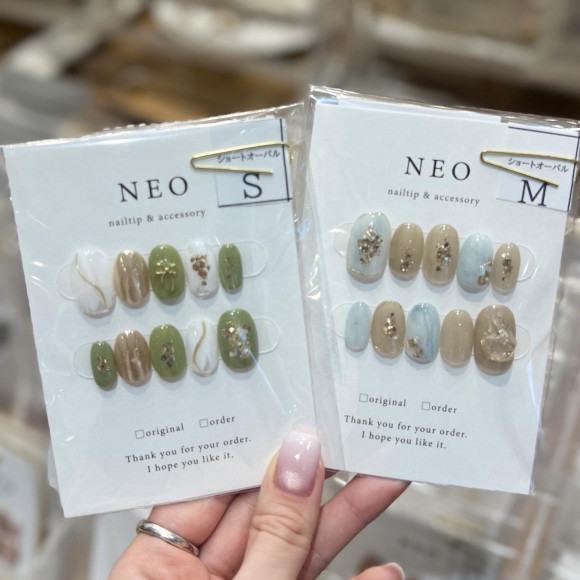 ショートオーバル
S
NEO
nailtip & accessory
□original □order
Thank you for your order.
I hope you like it.
ショートオーバル
M
NEO
nailtip & accessory
□original □order
Thank you for your order.
I hope you like it.